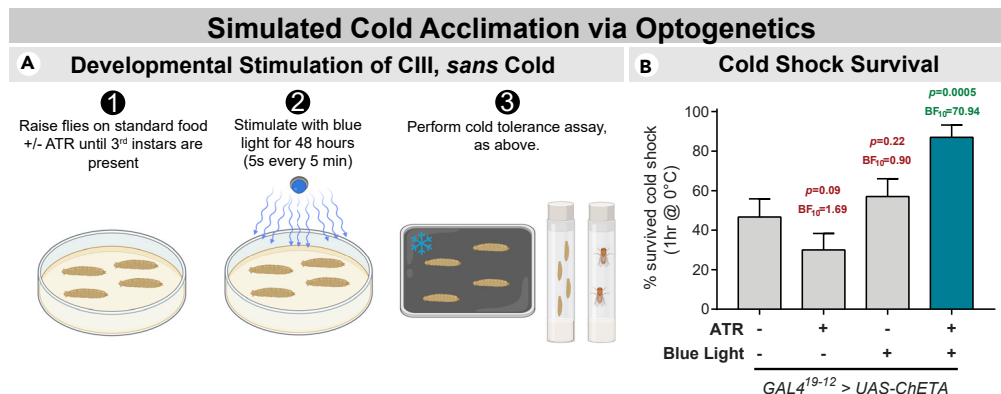 Simulated Cold Acclimation via Optogenetics
A Developmental Stimulation of CIII, sans Cold
1
Raise flies on standard food
+/- ATR until 3rd instars are
present
2
Stimulate with blue
light for 48 hours
(5s every 5 min)
3
Perform cold tolerance assay,
as above.
B Cold Shock Survival
% survived cold shock
(1hr @ 0°C)
100
80
60
40
20
0
p=0.09
BF10=1.69
p=0.22
BF10=0.90
p=0.0005
BF10=70.94
ATR - + - +
Blue Light - - + +
GAL419-12 > UAS-ChETA